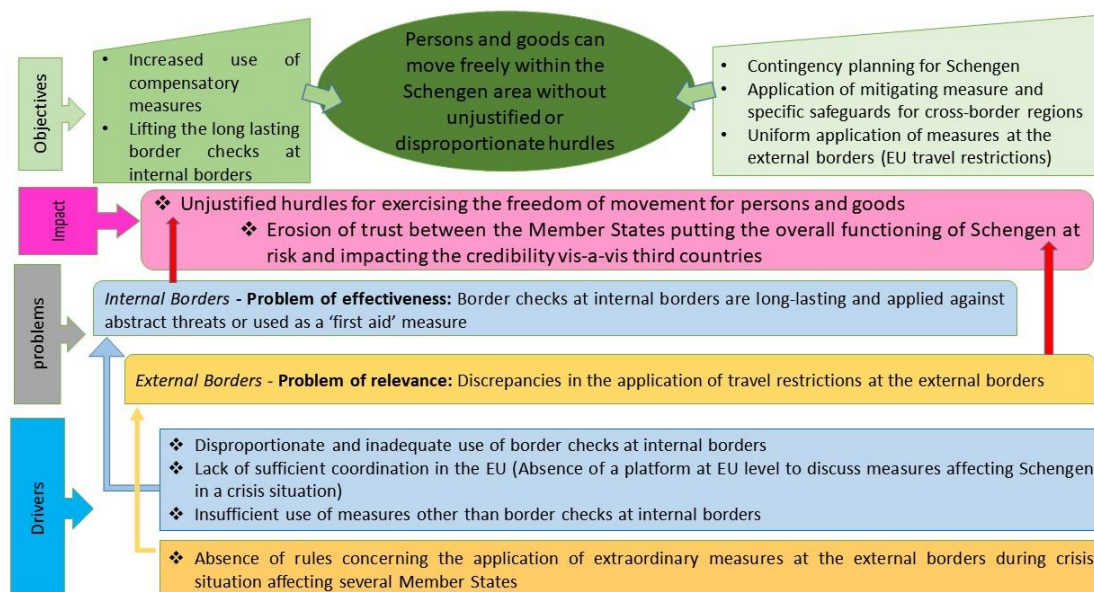 Objectives
• Increased use of
compensatory
measures
• Lifting the long lasting
border checks at
internal borders
Persons and goods can
move freely within the
Schengen area without
unjustified or
disproportionate hurdles
• Contingency planning for Schengen
• Application of mitigating measure and
specific safeguards for cross-border regions
• Uniform application of measures at the
external borders (EU travel restrictions)
Impact
❖ Unjustified hurdles for exercising the freedom of movement for persons and goods
❖ Erosion of trust between the Member States putting the overall functioning of Schengen at
risk and impacting the credibility vis-a-vis third countries
problems
Internal Borders - Problem of effectiveness: Border checks at internal borders are long-lasting and applied against
abstract threats or used as a ‘first aid’ measure
External Borders - Problem of relevance: Discrepancies in the application of travel restrictions at the external borders
Drivers
❖ Disproportionate and inadequate use of border checks at internal borders
❖ Lack of sufficient coordination in the EU (Absence of a platform at EU level to discuss measures affecting Schengen
in a crisis situation)
❖ Insufficient use of measures other than border checks at internal borders
❖ Absence of rules concerning the application of extraordinary measures at the external borders during crisis
situation affecting several Member States